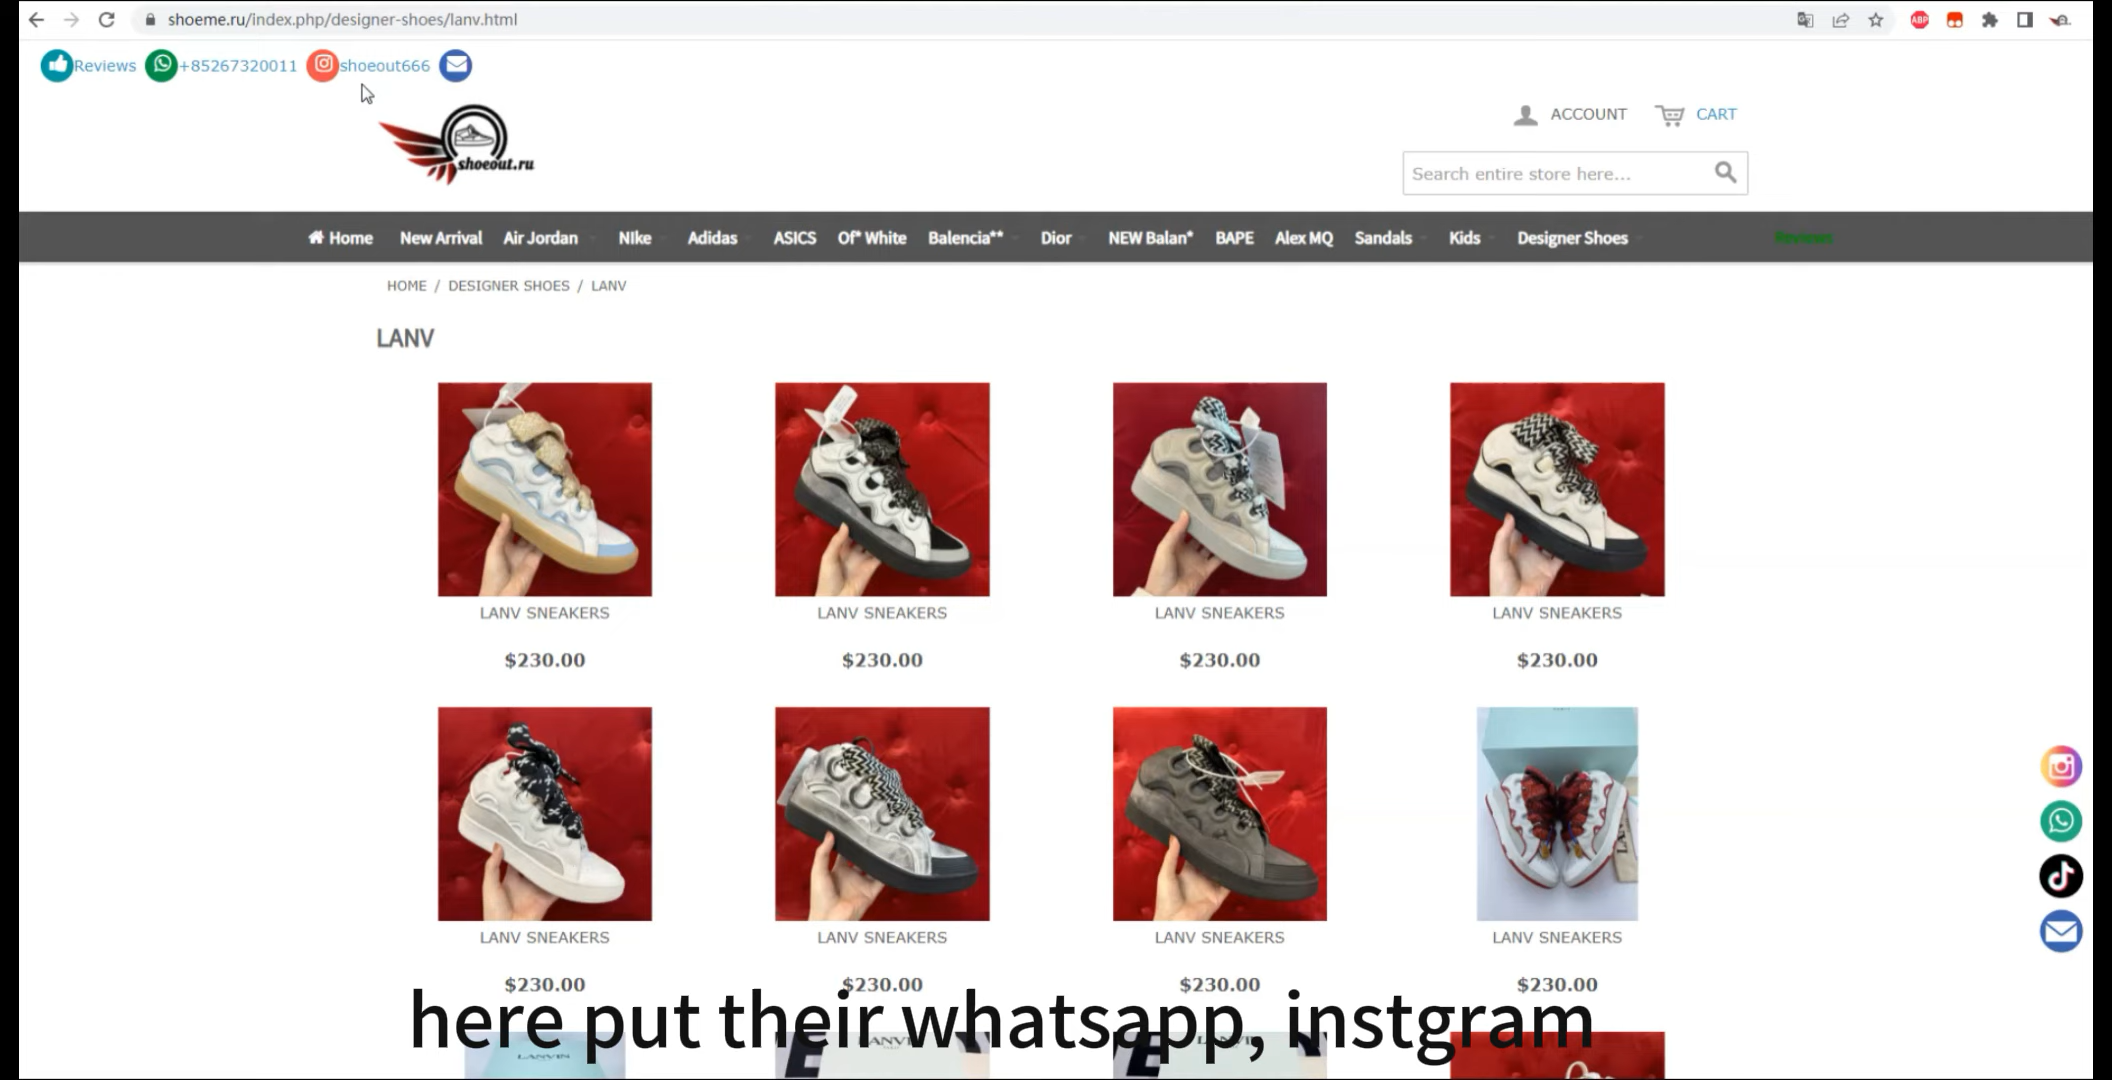 shoeme.ru/index.php/designer-shoes/lanv.html
ABP
Reviews +85267320011 shoeout666
shoeout.ru
ACCOUNT CART
Search entire store here...
Home New Arrival Air Jordan NIke Adidas ASICS Of* White Balencia** Dior NEW Balan* BAPE Alex MQ Sandals Kids Designer Shoes Reviews
HOME / DESIGNER SHOES / LANV
LANV
LANV SNEAKERS LANV SNEAKERS LANV SNEAKERS LANV SNEAKERS
$230.00 $230.00 $230.00 $230.00
LANV SNEAKERS LANV SNEAKERS LANV SNEAKERS LANV SNEAKERS
$230.00 $230.00 $230.00 $230.00
here put their whatsapp, instgram
LANVIN